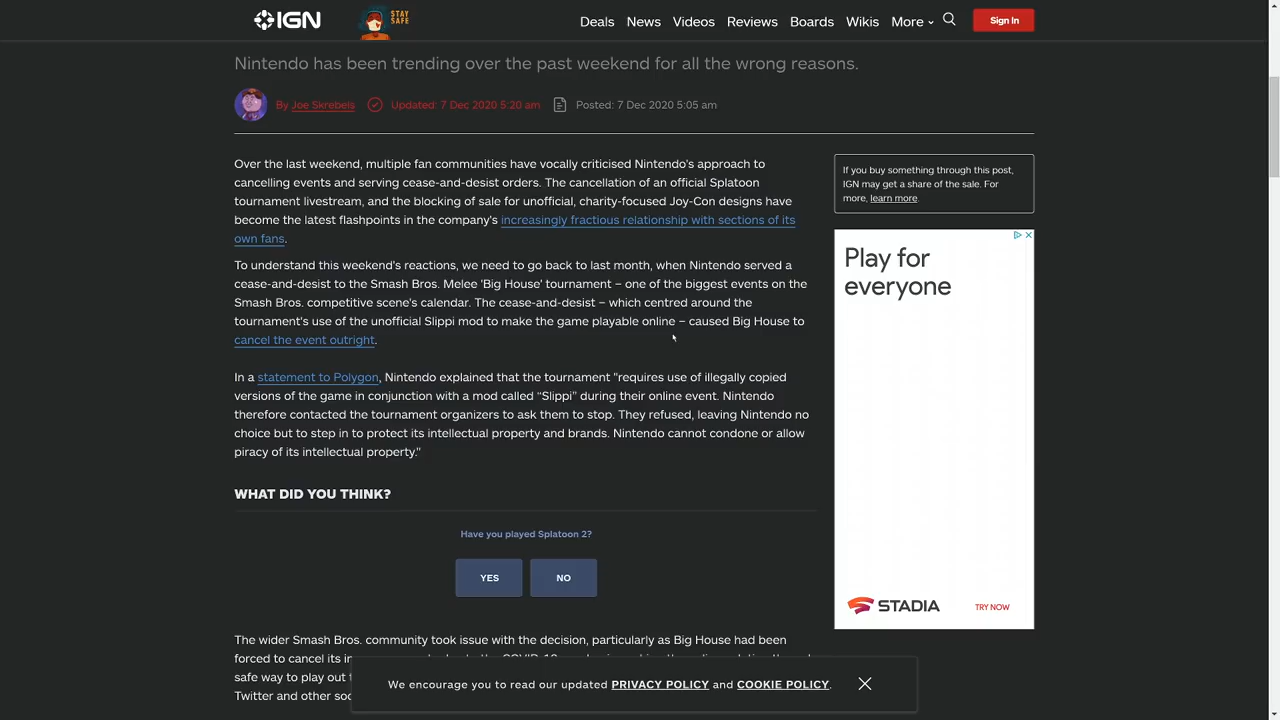 IGN
STAY
SAFE
Deals News Videos Reviews Boards Wikis More
Sign In
Nintendo has been trending over the past weekend for all the wrong reasons.
By Joe Skrebels Updated: 7 Dec 2020 5:20 am Posted: 7 Dec 2020 5:05 am
Over the last weekend, multiple fan communities have vocally criticised Nintendo's approach to
cancelling events and serving cease-and-desist orders. The cancellation of an official Splatoon
tournament livestream, and the blocking of sale for unofficial, charity-focused Joy-Con designs have
become the latest flashpoints in the company's increasingly fractious relationship with sections of its
own fans.
To understand this weekend's reactions, we need to go back to last month, when Nintendo served a
cease-and-desist to the Smash Bros. Melee 'Big House' tournament – one of the biggest events on the
Smash Bros. competitive scene's calendar. The cease-and-desist – which centred around the
tournament's use of the unofficial Slippi mod to make the game playable online – caused Big House to
cancel the event outright.
In a statement to Polygon, Nintendo explained that the tournament "requires use of illegally copied
versions of the game in conjunction with a mod called “Slippi” during their online event. Nintendo
therefore contacted the tournament organizers to ask them to stop. They refused, leaving Nintendo no
choice but to step in to protect its intellectual property and brands. Nintendo cannot condone or allow
piracy of its intellectual property."
WHAT DID YOU THINK?
Have you played Splatoon 2?
YES NO
The wider Smash Bros. community took issue with the decision, particularly as Big House had been
forced to cancel its
safe way to play out
Twitter and other
If you buy something through this post,
IGN may get a share of the sale. For
more, learn more.
Play for
everyone
STADIA TRY NOW
We encourage you to read our updated PRIVACY POLICY and COOKIE POLICY.